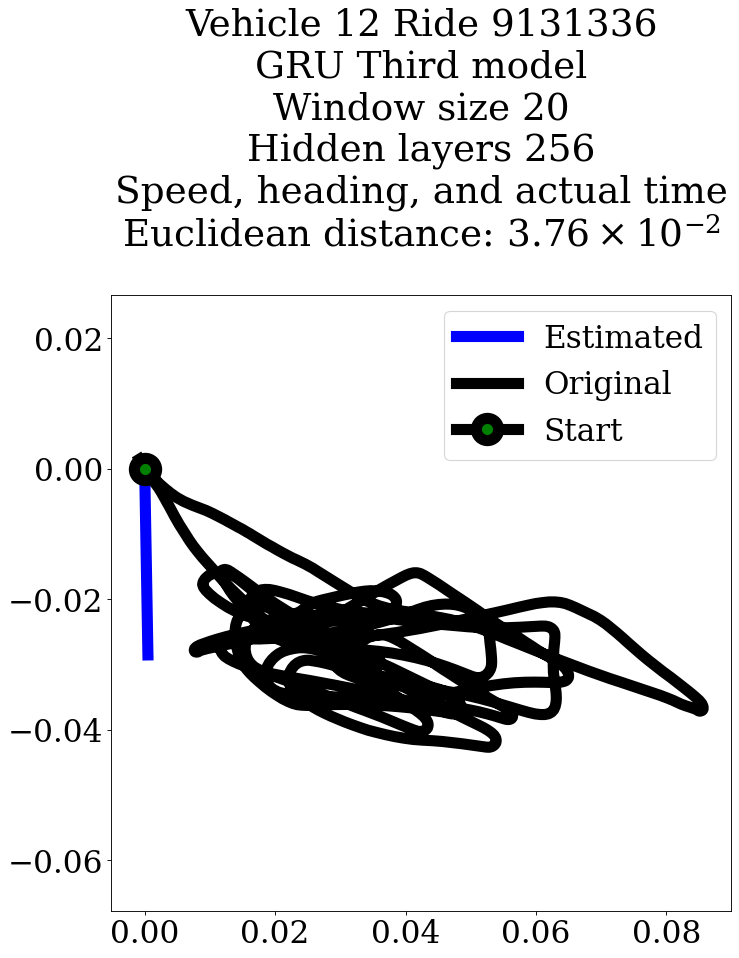 Vehicle 12 Ride 9131336
GRU Third model
Window size 20
Hidden layers 256
Speed, heading, and actual time
Euclidean distance: 3.76 × 10⁻²
Estimated
Original
Start
0.02
0.00
−0.02
−0.04
−0.06
0.00 0.02 0.04 0.06 0.08